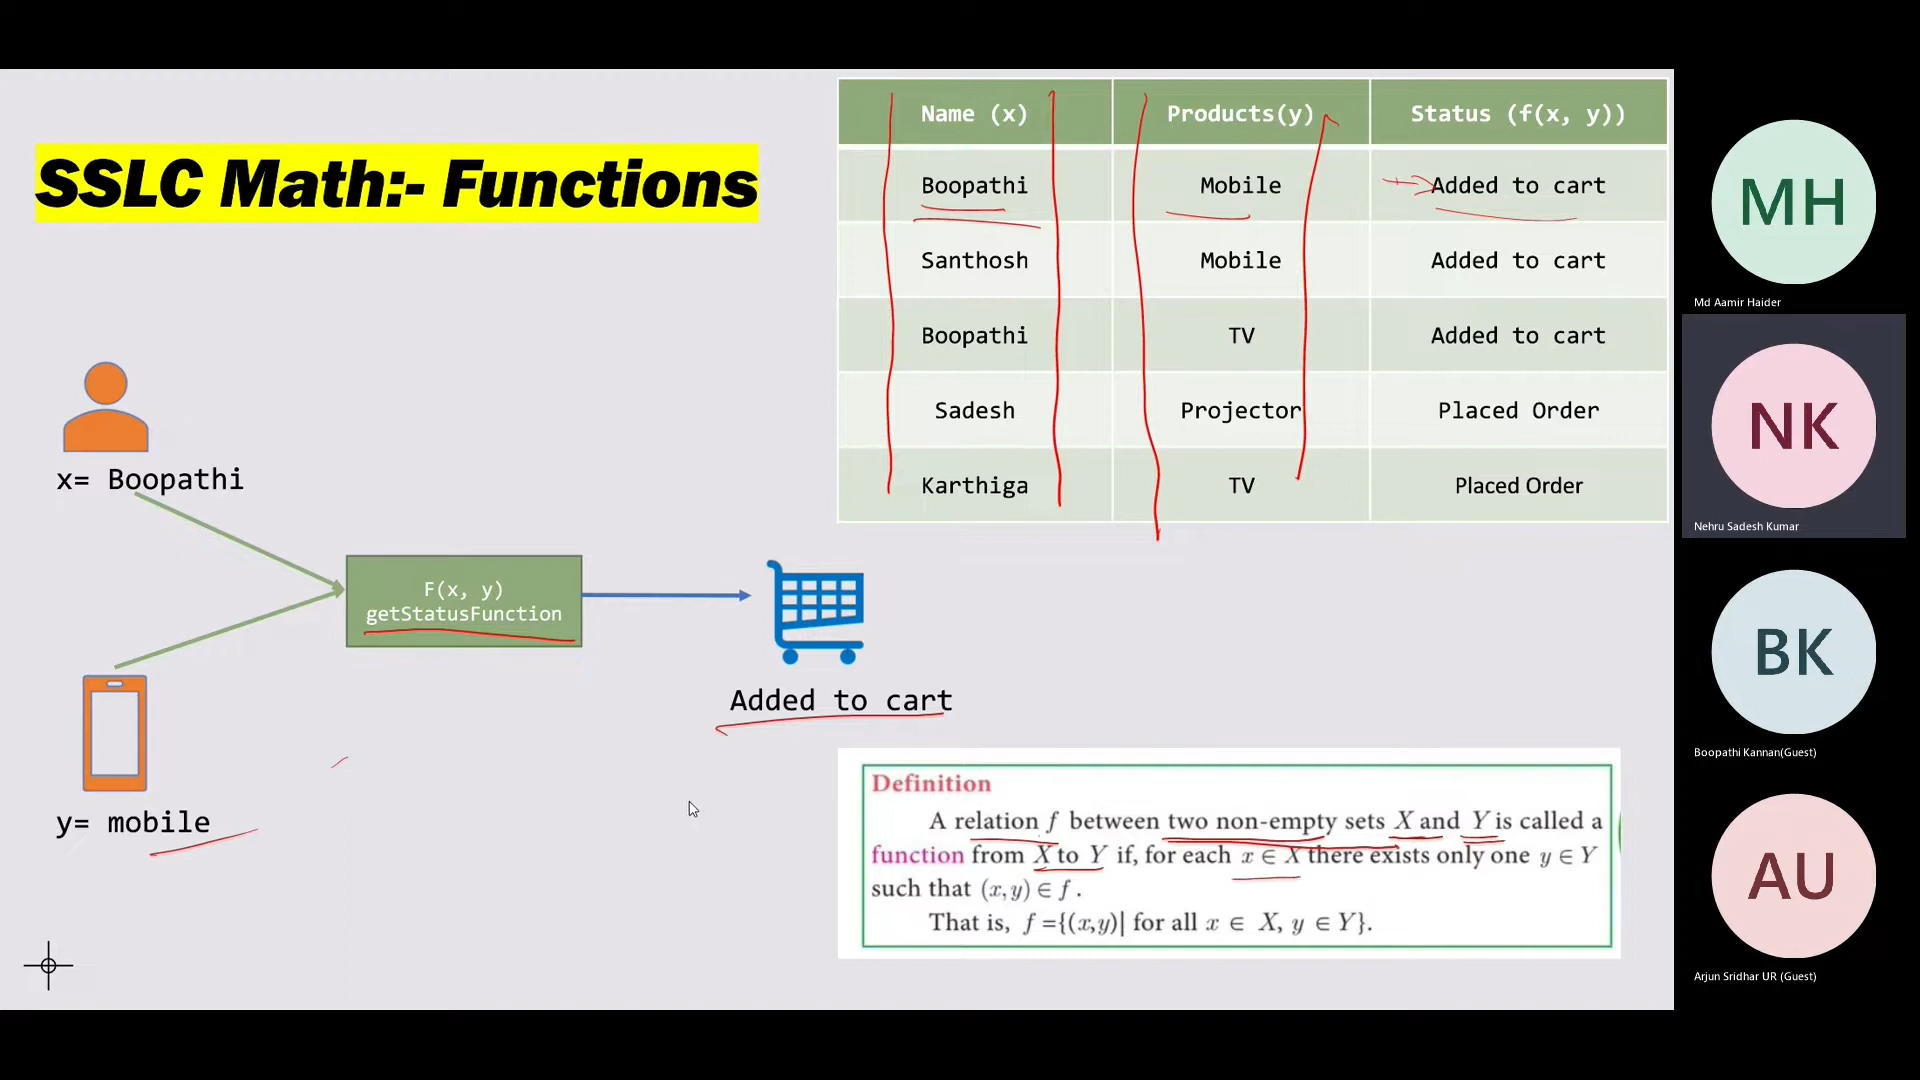 SSLC Math:- Functions
Name (x) Products(y) Status (f(x, y))
Boopathi Mobile Added to cart
Santhosh Mobile Added to cart
Boopathi TV Added to cart
Sadesh Projector Placed Order
Karthiga TV Placed Order
x= Boopathi
F(x, y)
getStatusFunction
Added to cart
y= mobile
Definition
A relation f between two non-empty sets X and Y is called a
function from X to Y if, for each x ∈ X there exists only one y ∈ Y
such that (x,y) ∈ f .
That is, f ={(x,y)| for all x ∈ X, y ∈ Y}.
MH
Md Aamir Haider
NK
Nehru Sadesh Kumar
BK
Boopathi Kannan(Guest)
AU
Arjun Sridhar UR (Guest)